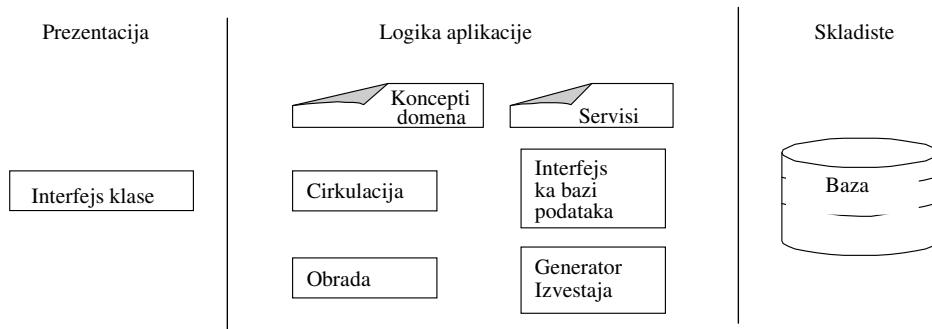 Prezentacija
Logika aplikacije
Skladiste
Koncepti
domena
Servisi
Interfejs klase
Cirkulacija
Interfejs
ka bazi
podataka
Baza
Obrada
Generator
Izvestaja